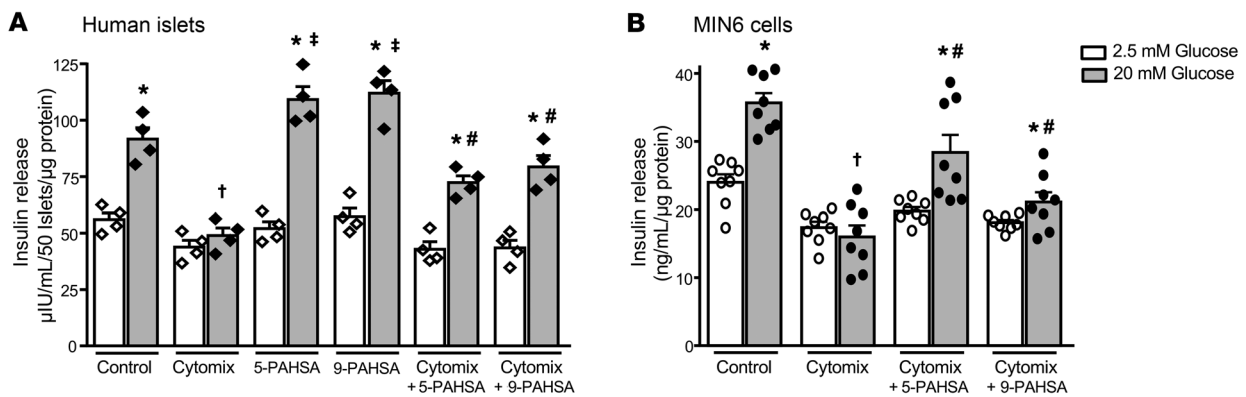 A
Human islets
Insulin release
µIU/mL/50 Islets/µg protein)
125
100
75
50
25
0
*
†
* ‡
* ‡
* #
* #
Control
Cytomix
5-PAHSA
9-PAHSA
Cytomix
+ 5-PAHSA
Cytomix
+ 9-PAHSA
B
MIN6 cells
Insulin release
(ng/mL/µg protein)
40
30
20
10
0
*
†
* #
* #
Control
Cytomix
Cytomix
+ 5-PAHSA
Cytomix
+ 9-PAHSA
2.5 mM Glucose
20 mM Glucose